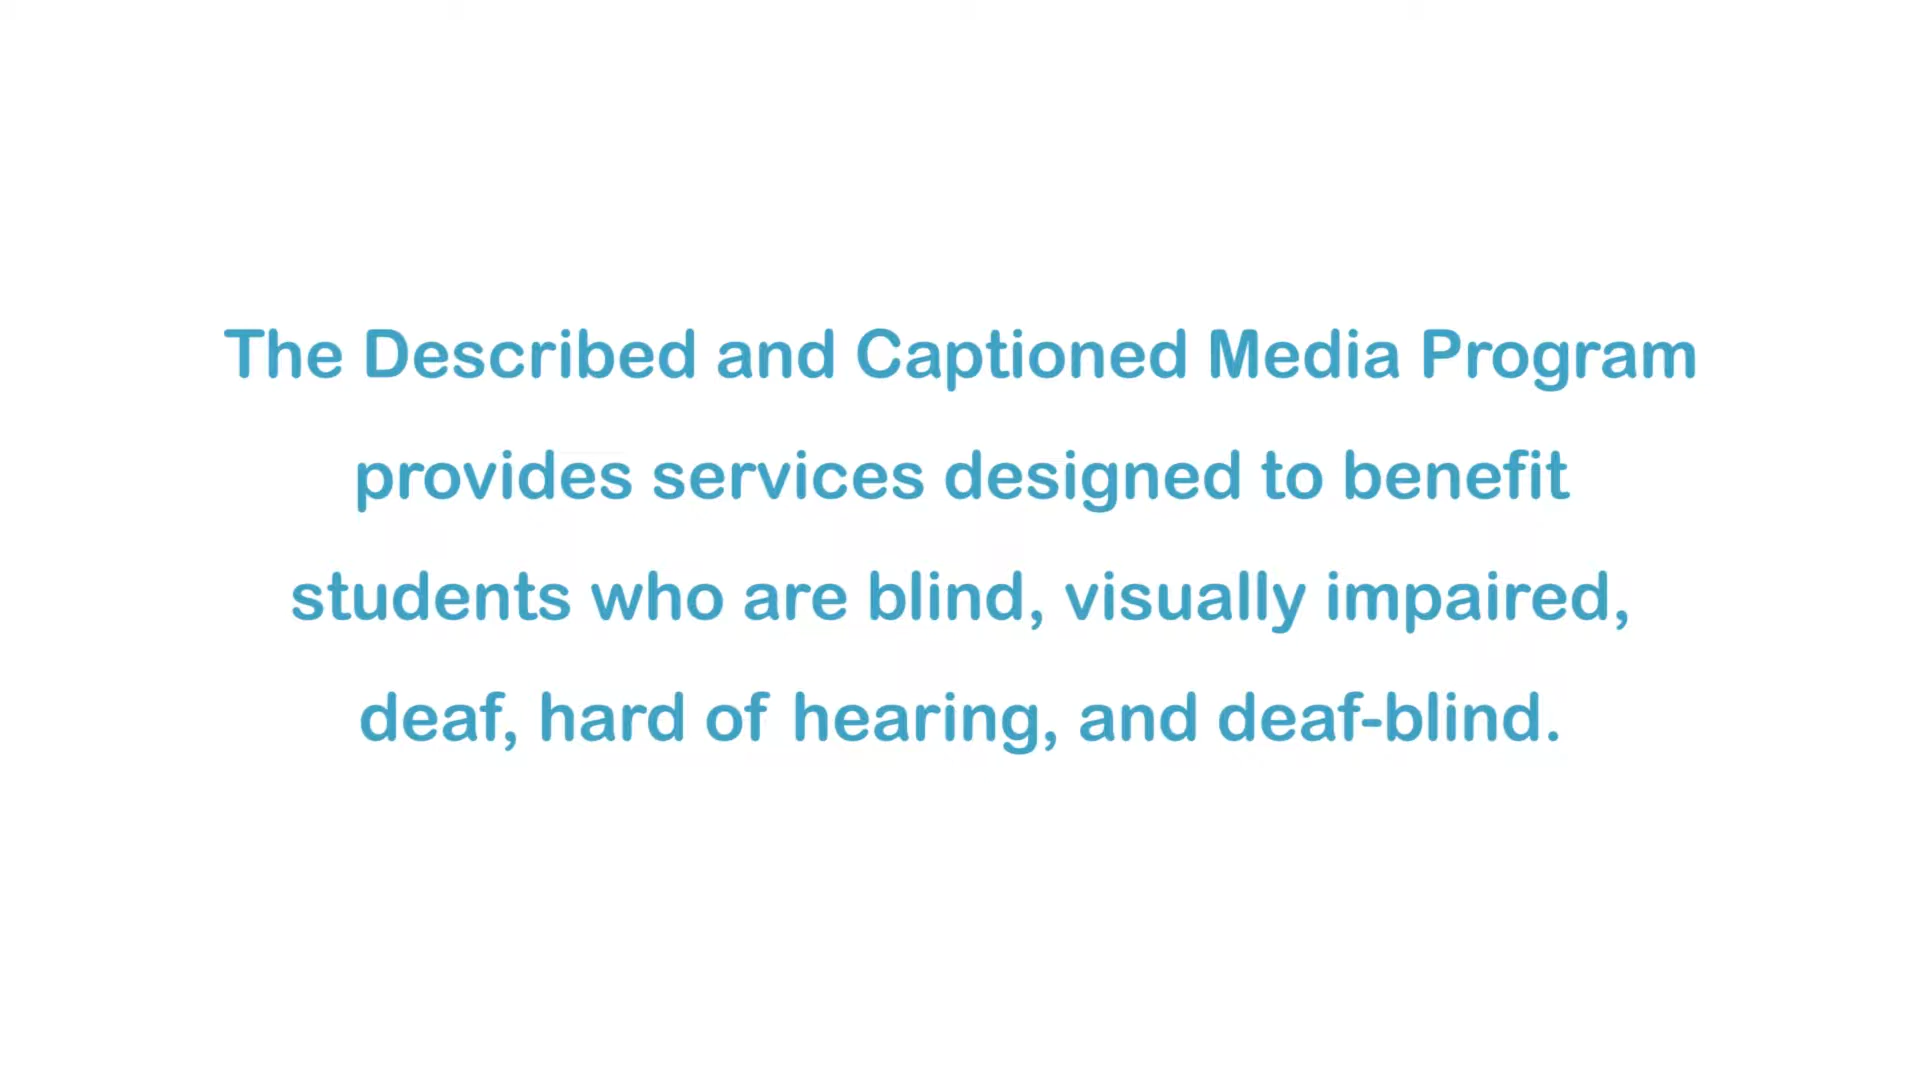 The Described and Captioned Media Program
provides services designed to benefit
students who are blind, visually impaired,
deaf, hard of hearing, and deaf-blind.